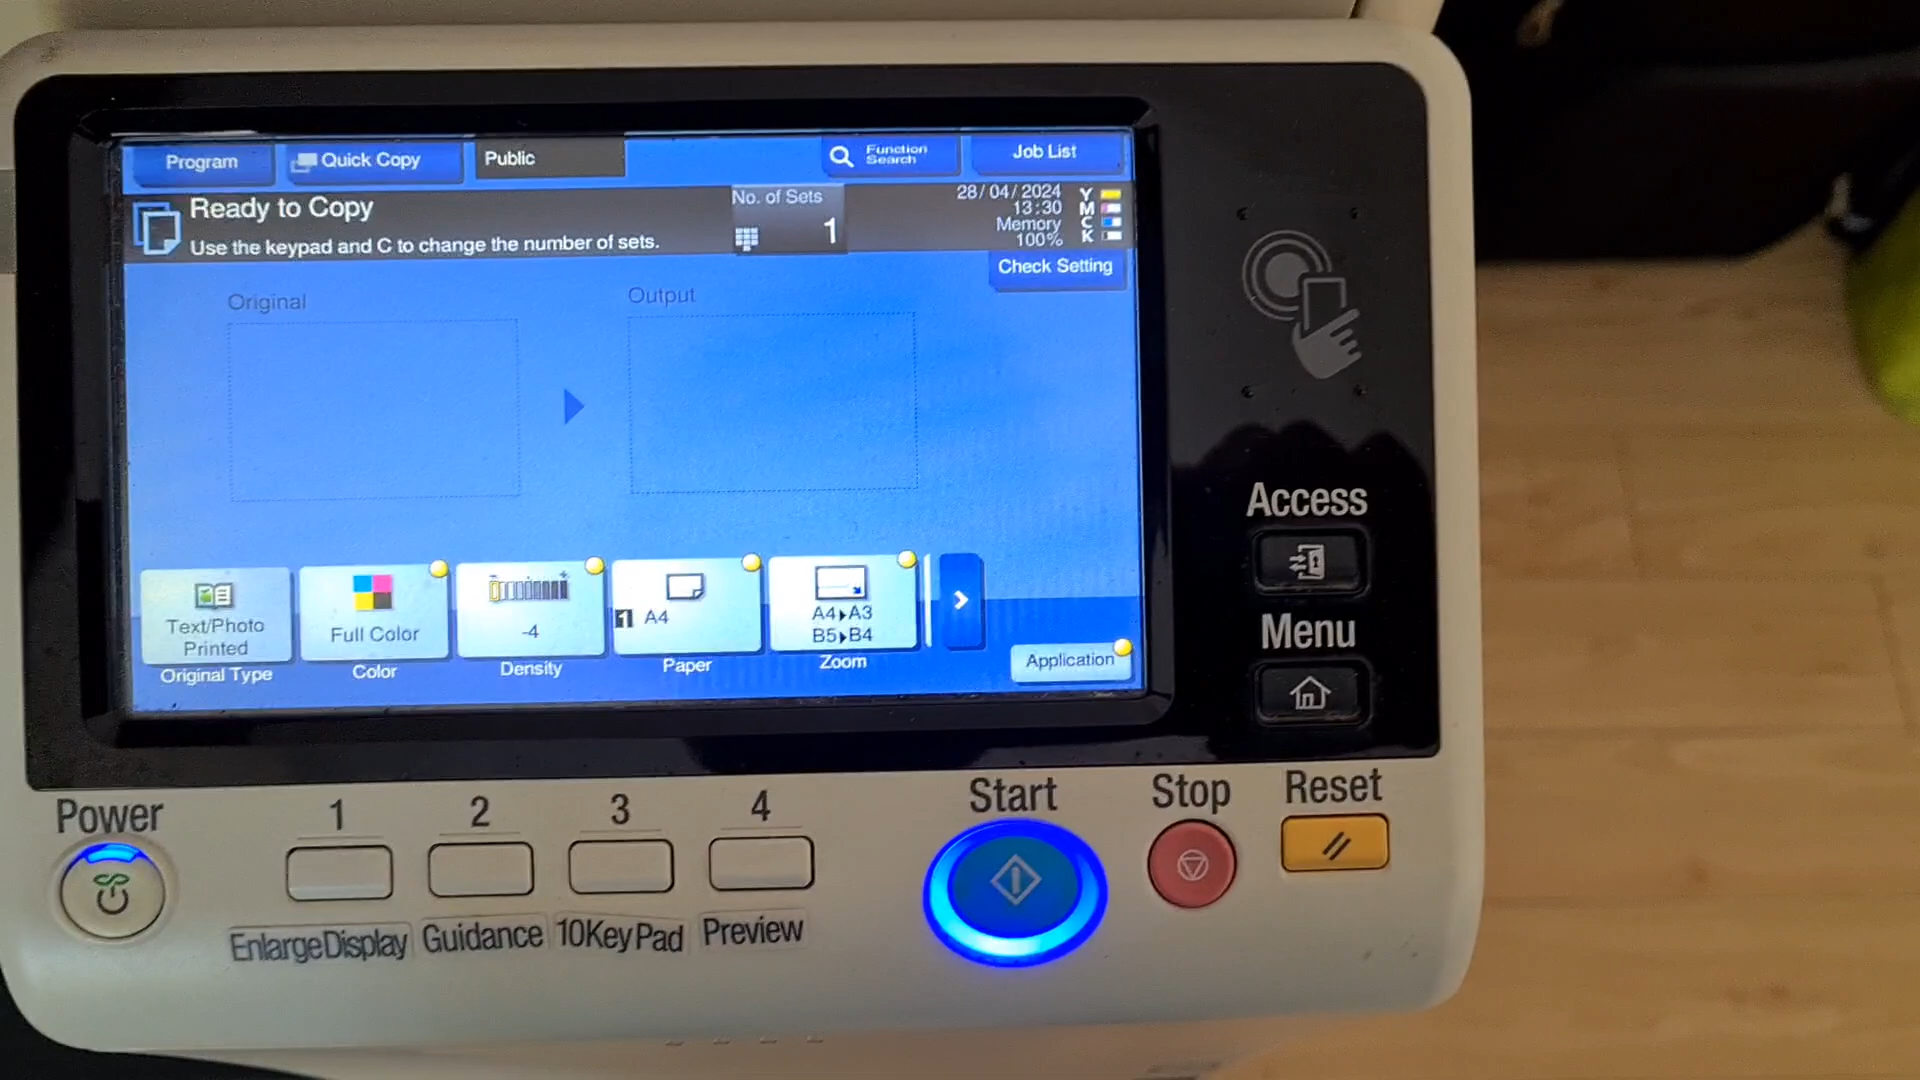 Program
Quick Copy
Public
Function
Search
Job List
Ready to Copy
Use the keypad and C to change the number of sets.
No. of Sets
1
28/04/2024
13:30
Memory
100%
Y
M
C
K
Check Setting
Original
Output
Text/Photo
Printed
Original Type
Full Color
Color
- +
-4
Density
1 A4
Paper
A4▸A3
B5▸B4
Zoom
Application
Access
Menu
Power
1
2
3
4
Start
Stop
Reset
Enlarge Display
Guidance
10 Key Pad
Preview